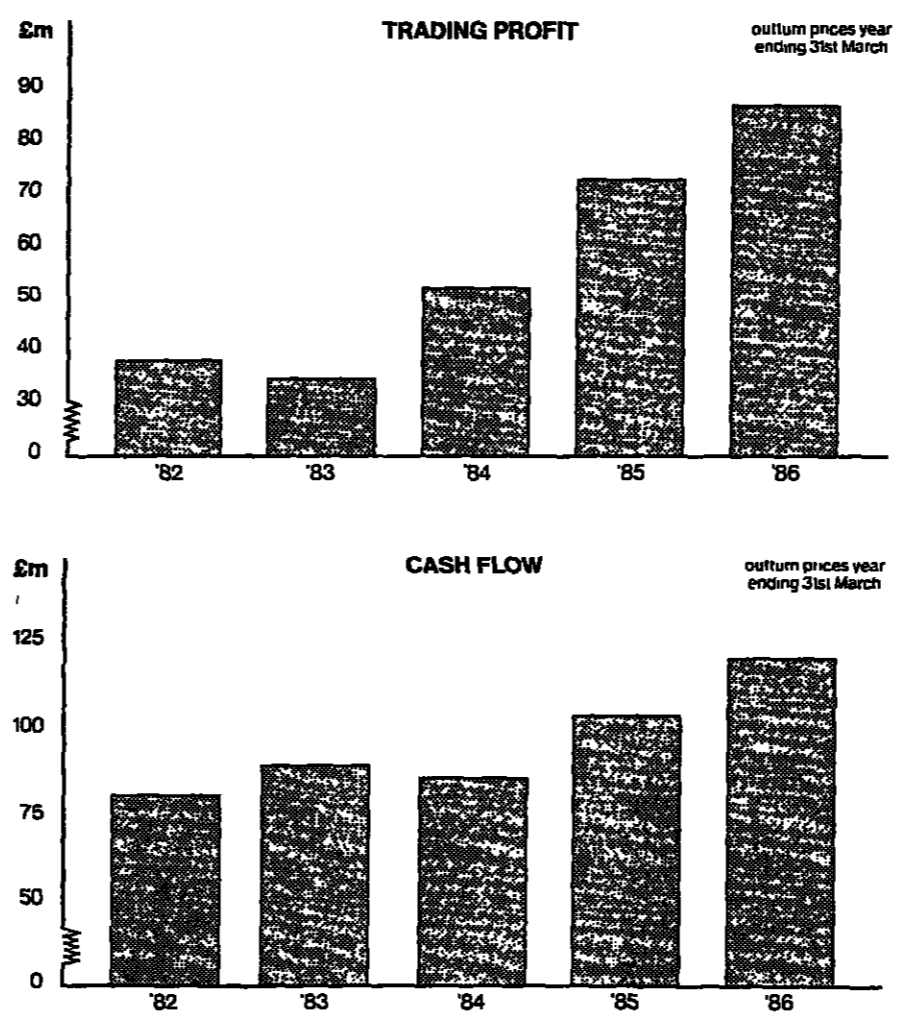 £m TRADING PROFIT outturn prices year
ending 31st March
90
80
70
60
50
40
30
0
'82 '83 '84 '85 '86
£m CASH FLOW outturn prices year
ending 31st March
125
100
75
50
0
'82 '83 '84 '85 '86